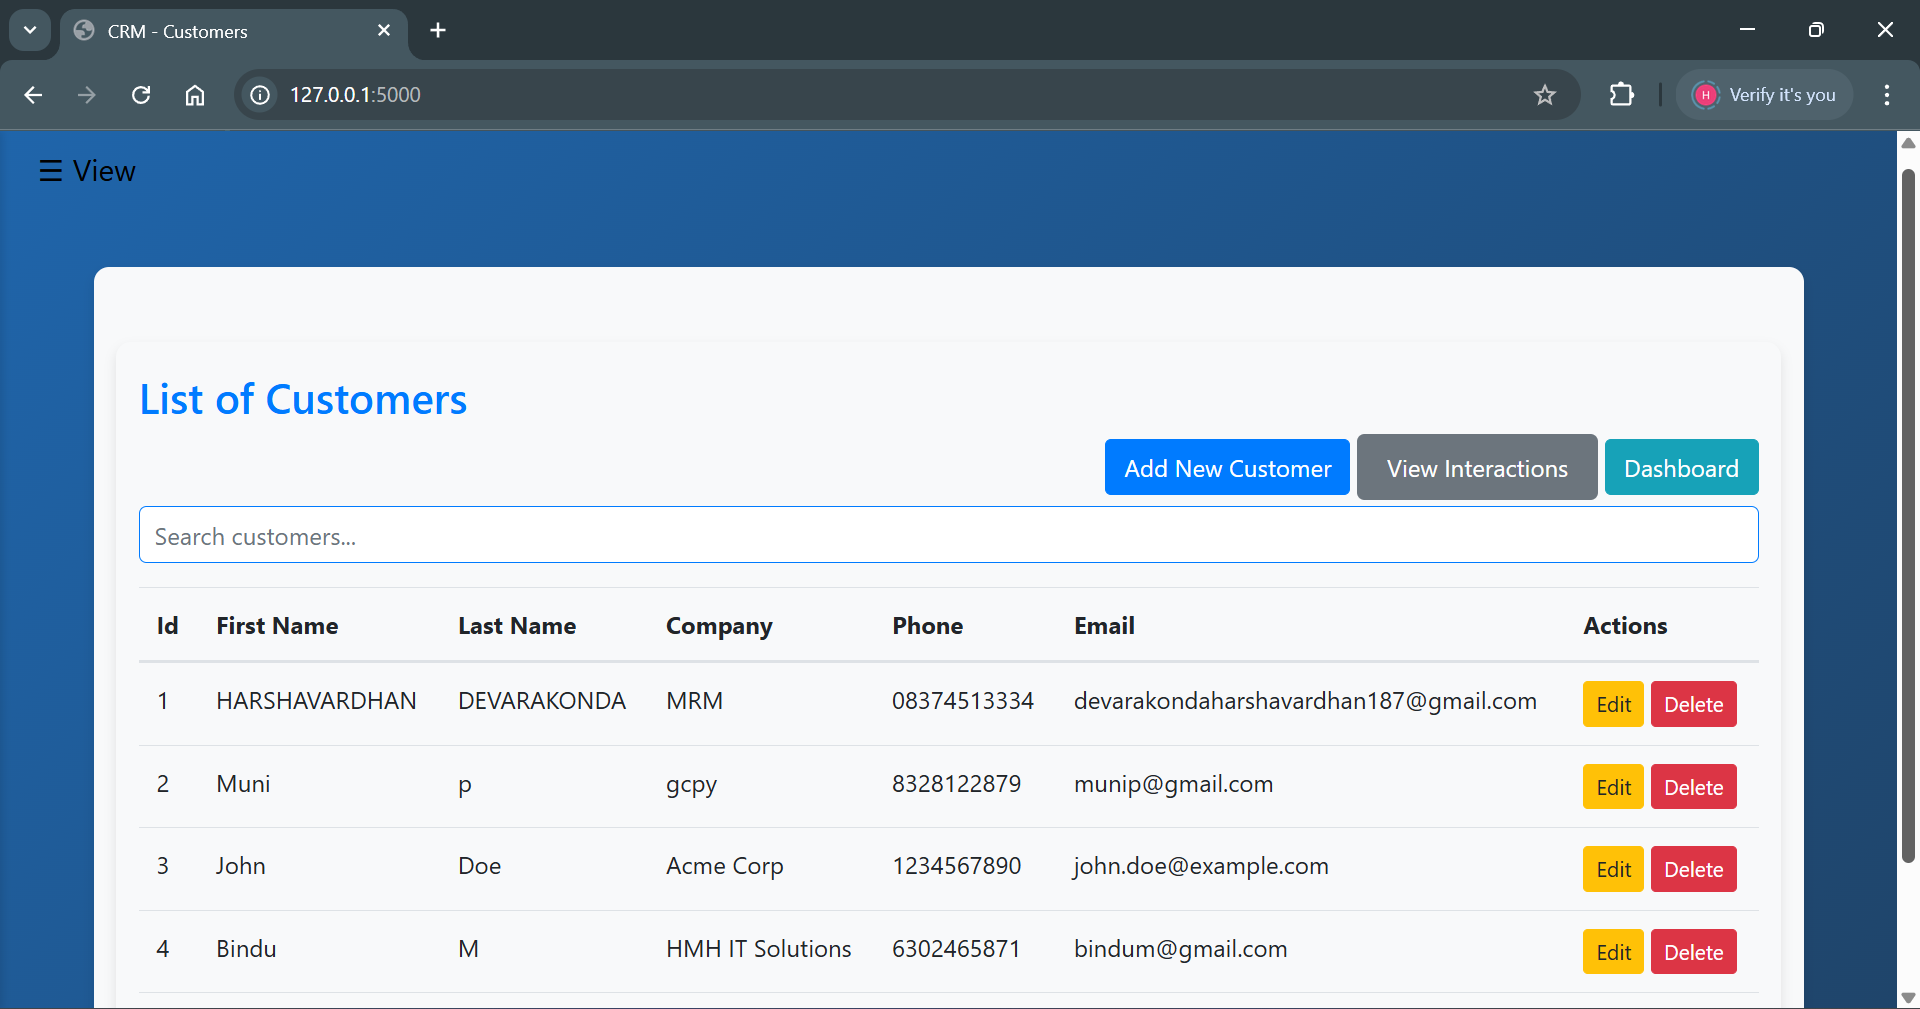 CRM - Customers
127.0.0.1:5000
H Verify it's you
☰ View
List of Customers
Add New Customer View Interactions Dashboard
Search customers...
Id First Name Last Name Company Phone Email Actions
1 HARSHAVARDHAN DEVARAKONDA MRM 08374513334 devarakondaharshavardhan187@gmail.com Edit Delete
2 Muni p gcpy 8328122879 munip@gmail.com Edit Delete
3 John Doe Acme Corp 1234567890 john.doe@example.com Edit Delete
4 Bindu M HMH IT Solutions 6302465871 bindum@gmail.com Edit Delete